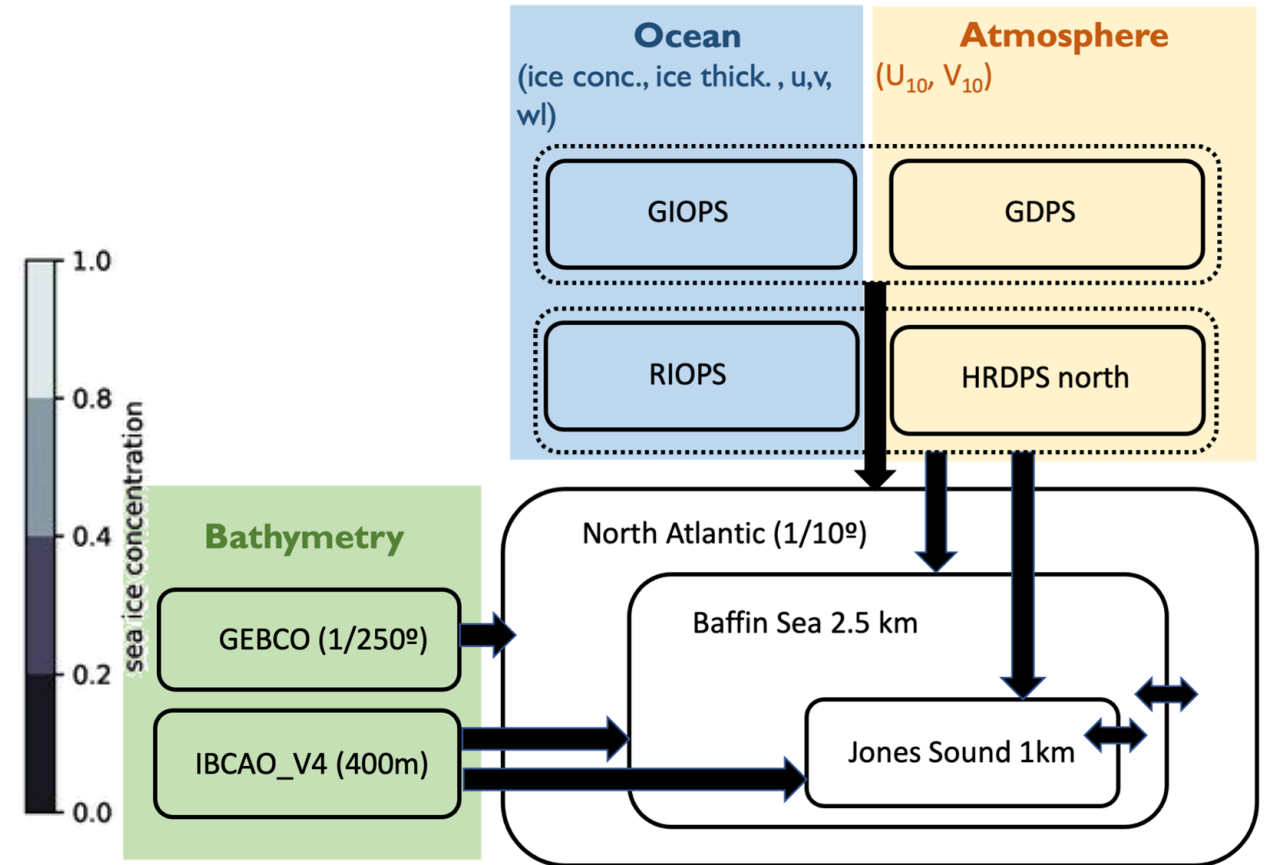 Ocean
(ice conc., ice thick. , u,v,
wl)
Atmosphere
(U₁₀, V₁₀)
GIOPS
GDPS
RIOPS
HRDPS north
1.0
0.8
0.4
0.2
0.0
sea ice concentration
Bathymetry
GEBCO (1/250º)
IBCAO_V4 (400m)
North Atlantic (1/10º)
Baffin Sea 2.5 km
Jones Sound 1km